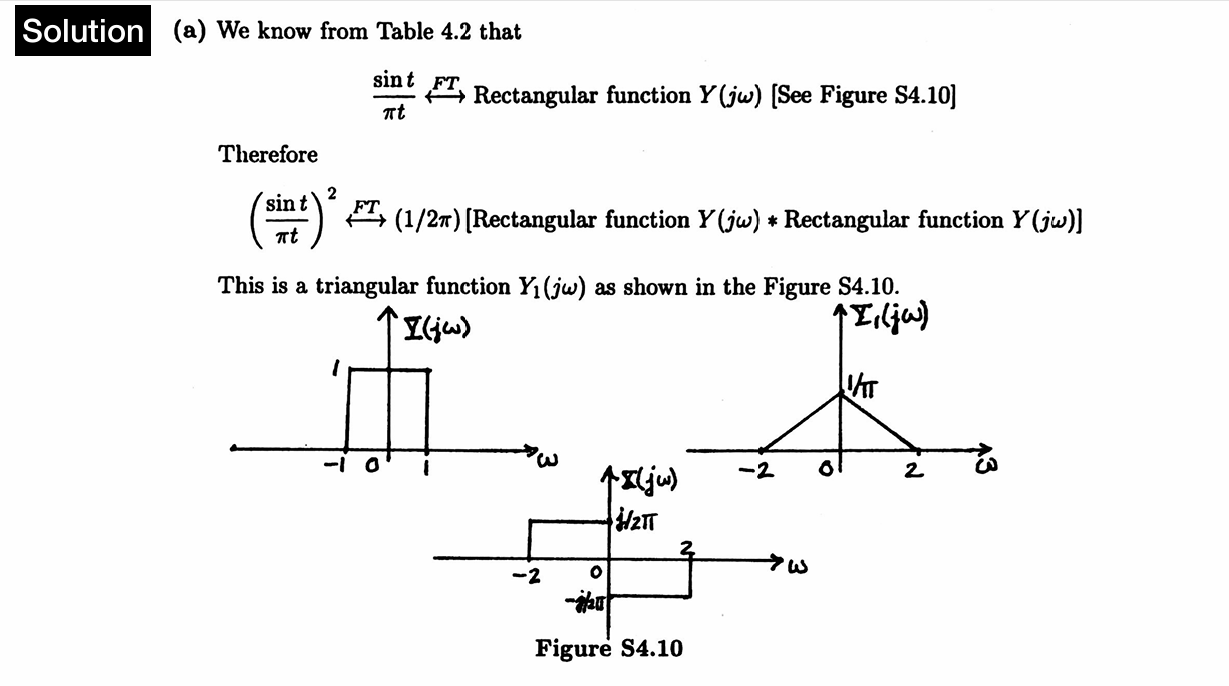 Solution (a) We know from Table 4.2 that
sin t / πt ⟷FT Rectangular function Y(jω) [See Figure S4.10]
Therefore
(sin t / πt)² ⟷FT (1/2π) [Rectangular function Y(jω) * Rectangular function Y(jω)]
This is a triangular function Y₁(jω) as shown in the Figure S4.10.
Y(jω)
1
-1 0 1 ω
Y₁(jω)
1/π
-2 0 2 ω
X(jω)
j/2π
-2 0 2 ω
-j/2π
Figure S4.10